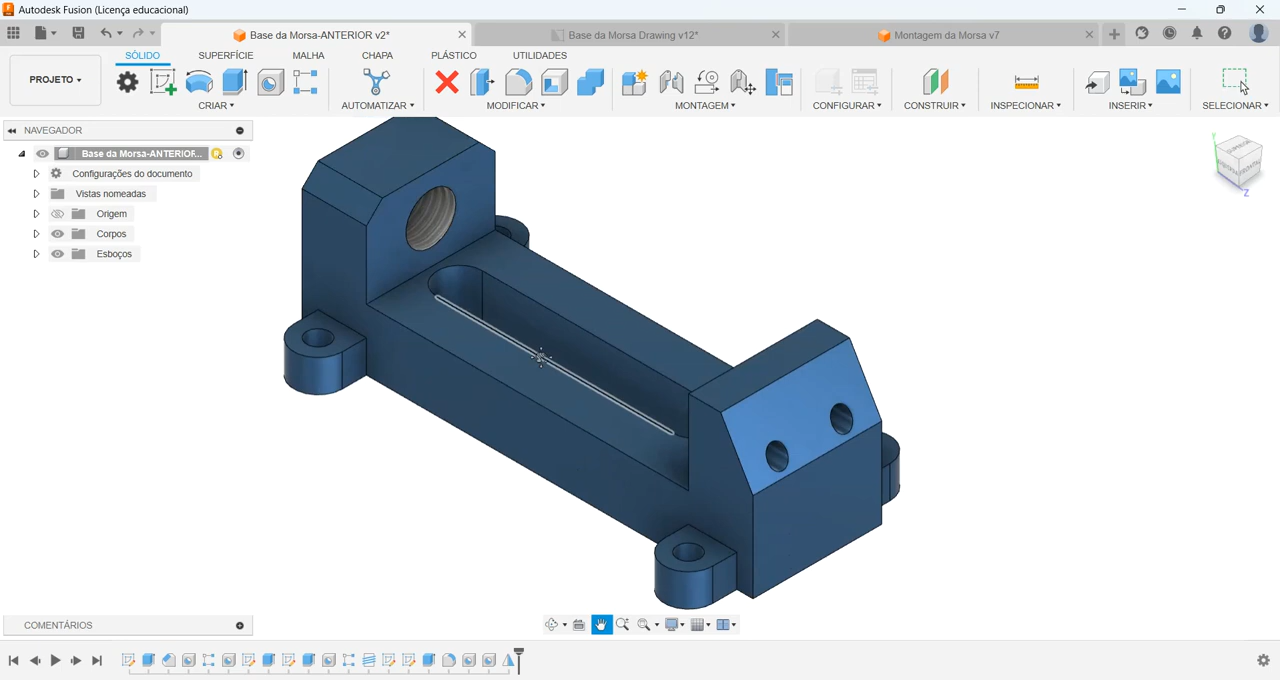 Autodesk Fusion (Licença educacional)
Base da Morsa-ANTERIOR v2*
Base da Morsa Drawing v12*
Montagem da Morsa v7
SÓLIDO
SUPERFÍCIE
MALHA
CHAPA
PLÁSTICO
UTILIDADES
PROJETO
CRIAR
AUTOMATIZAR
MODIFICAR
MONTAGEM
CONFIGURAR
CONSTRUIR
INSPECIONAR
INSERIR
SELECIONAR
NAVEGADOR
Base da Morsa-ANTERIOR...
Configurações do documento
Vistas nomeadas
Origem
Corpos
Esboços
Y
Z
COMENTÁRIOS